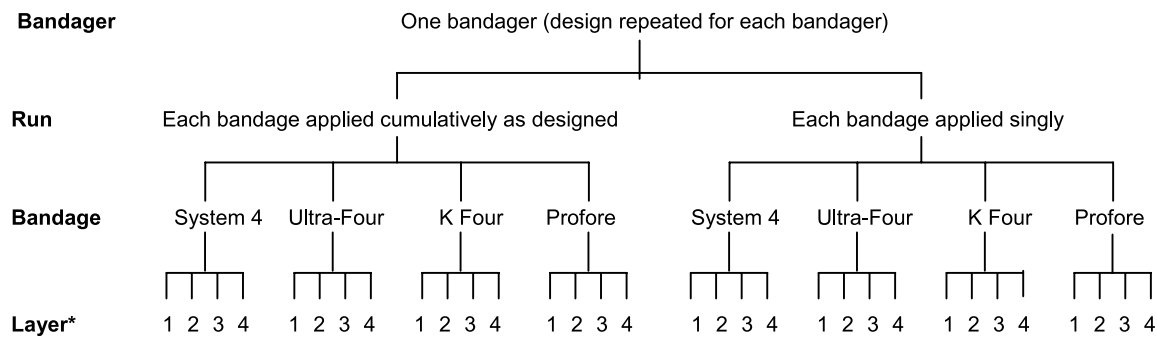 Bandager One bandager (design repeated for each bandager)
Run Each bandage applied cumulatively as designed Each bandage applied singly
Bandage System 4 Ultra-Four K Four Profore System 4 Ultra-Four K Four Profore
Layer* 1 2 3 4 1 2 3 4 1 2 3 4 1 2 3 4 1 2 3 4 1 2 3 4 1 2 3 4 1 2 3 4